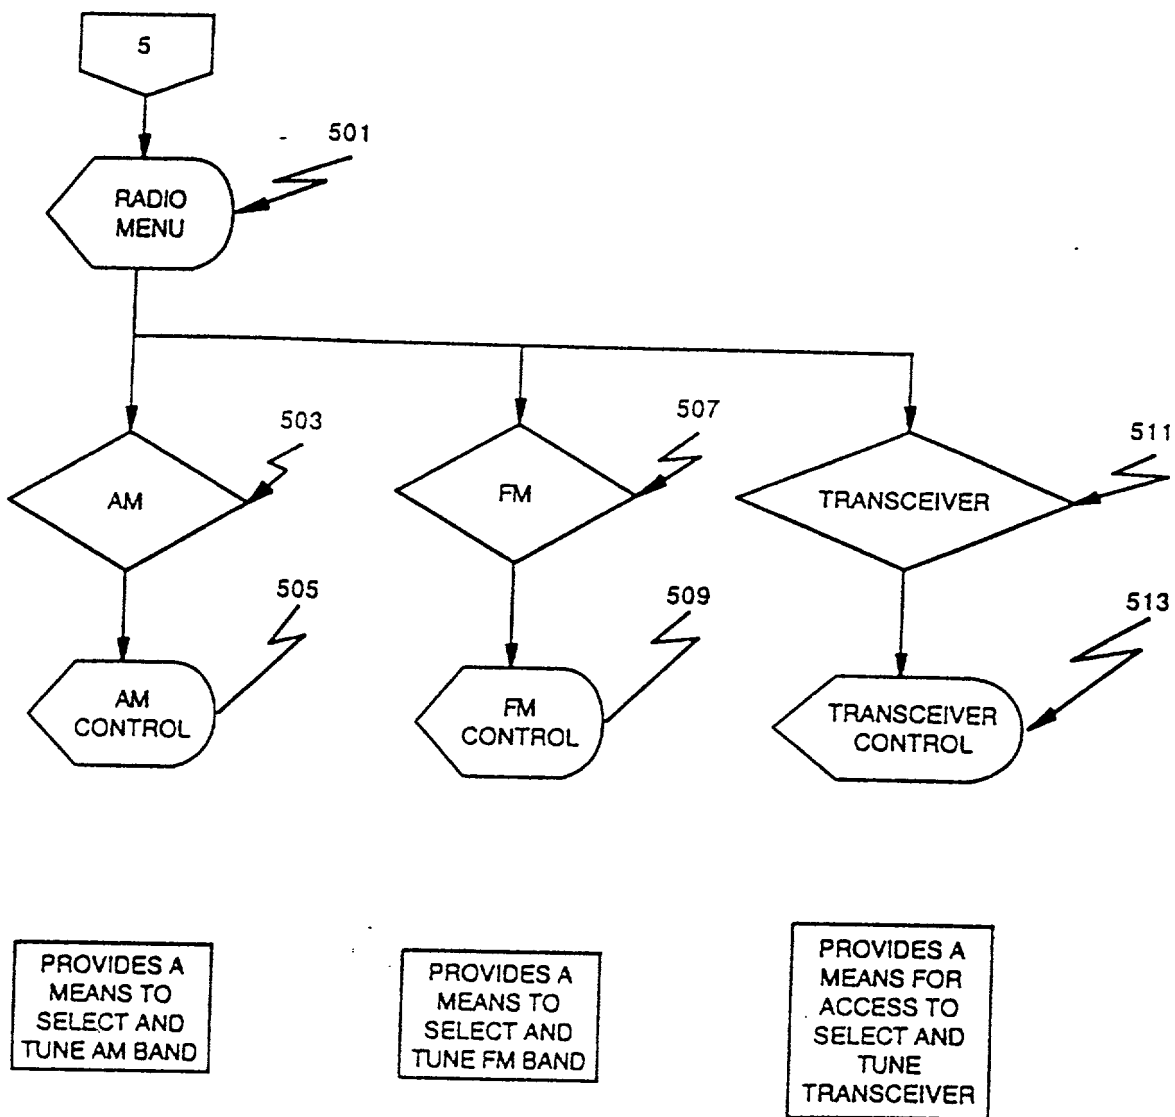 5
501
RADIO
MENU
503
507
511
AM
FM
TRANSCEIVER
505
509
513
AM
CONTROL
FM
CONTROL
TRANSCEIVER
CONTROL
PROVIDES A
MEANS TO
SELECT AND
TUNE AM BAND
PROVIDES A
MEANS TO
SELECT AND
TUNE FM BAND
PROVIDES A
MEANS FOR
ACCESS TO
SELECT AND
TUNE
TRANSCEIVER